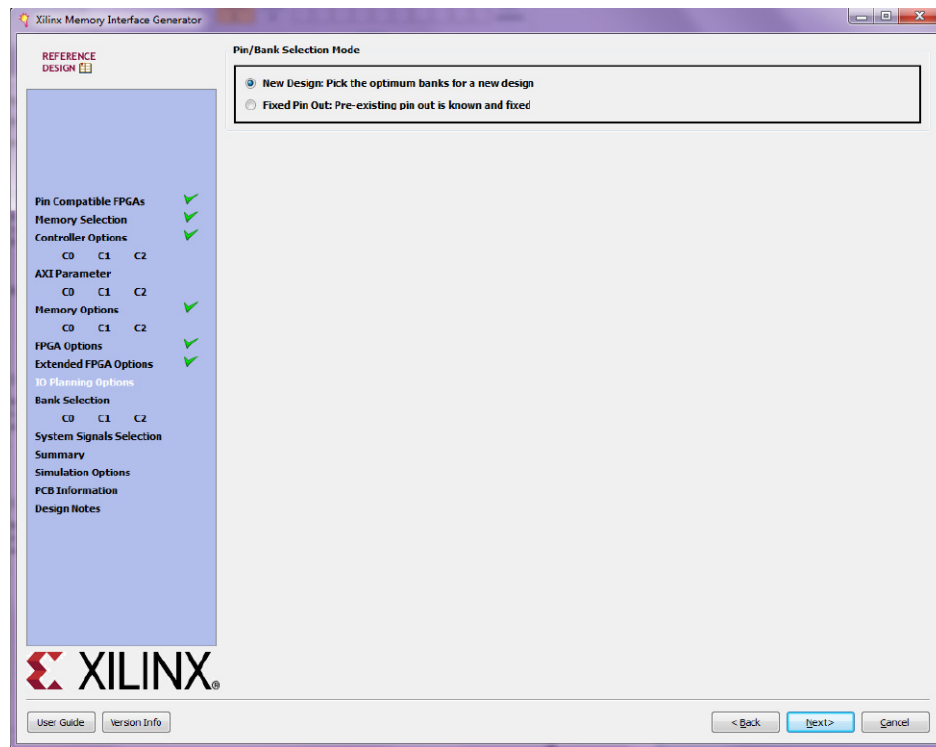 Xilinx Memory Interface Generator
REFERENCE
DESIGN
Pin Compatible FPGAs
Memory Selection
Controller Options
C0 C1 C2
AXI Parameter
C0 C1 C2
Memory Options
C0 C1 C2
FPGA Options
Extended FPGA Options
IO Planning Options
Bank Selection
C0 C1 C2
System Signals Selection
Summary
Simulation Options
PCB Information
Design Notes
XILINX®
Pin/Bank Selection Mode
New Design: Pick the optimum banks for a new design
Fixed Pin Out: Pre-existing pin out is known and fixed
User Guide Version Info < Back Next> Cancel